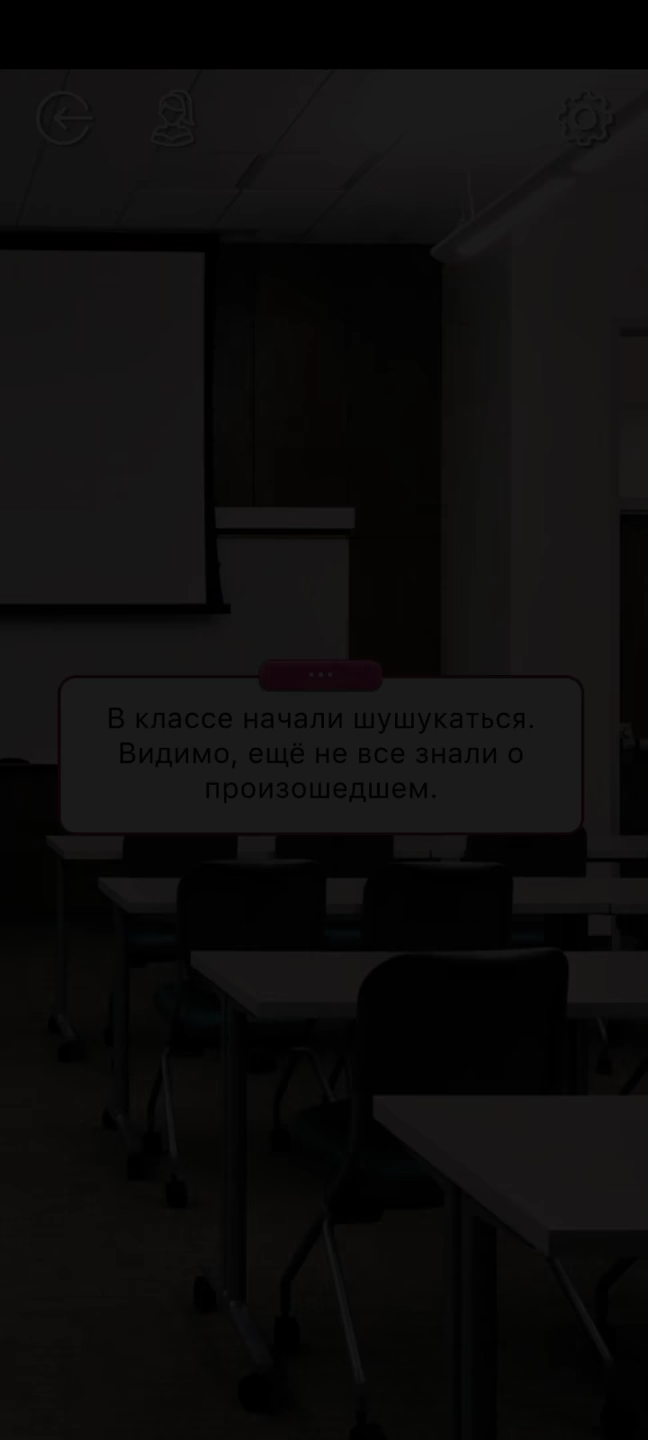 В классе начали шушукаться.
Видимо, ещё не все знали о
произошедшем.